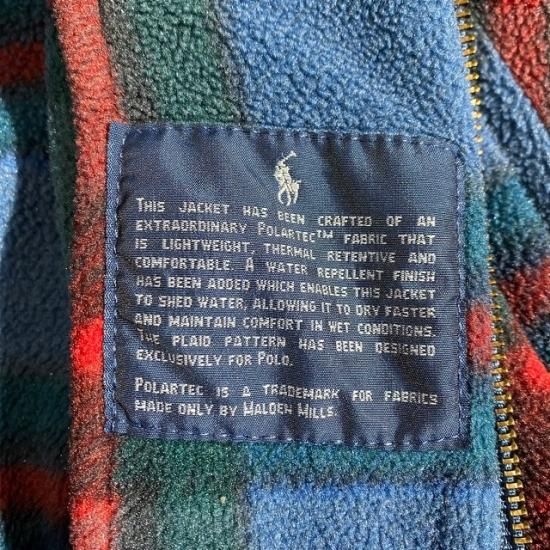 THIS JACKET HAS BEEN CRAFTED OF AN
EXTRAORDINARY POLARTEC™ FABRIC THAT
IS LIGHTWEIGHT, THERMAL RETENTIVE AND
COMFORTABLE. A WATER REPELLENT FINISH
HAS BEEN ADDED WHICH ENABLES THIS JACKET
TO SHED WATER, ALLOWING IT TO DRY FASTER
AND MAINTAIN COMFORT IN WET CONDITIONS.
THE PLAID PATTERN HAS BEEN DESIGNED
EXCLUSIVELY FOR POLO.
POLARTEC IS A TRADEMARK FOR FABRICS
MADE ONLY BY MALDEN MILLS.